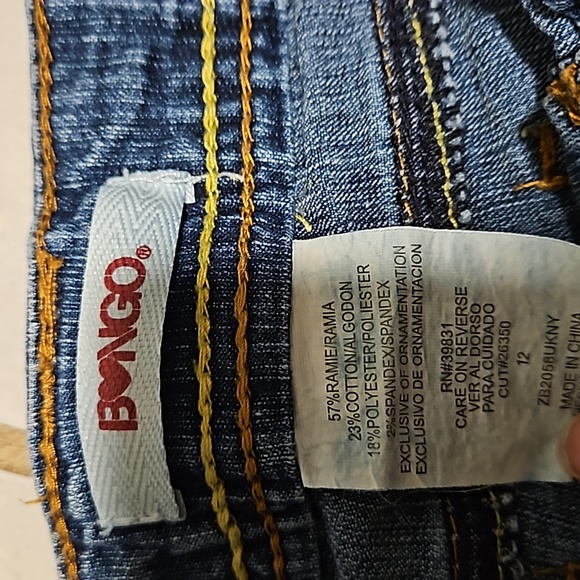 BONGO®
57%RAMIE/RAMIA
23%COTTON/ALGODON
18%POLYESTER/POLIESTER
2%SPANDEX/SPANDEX
EXCLUSIVE OF ORNAMENTATION
EXCLUSIVO DE ORNAMENTACION
RN#39831
CARE ON REVERSE
VER AL DORSO
PARA CUIDADO
CUT#26350
12
ZB2056UKNY
MADE IN CHINA